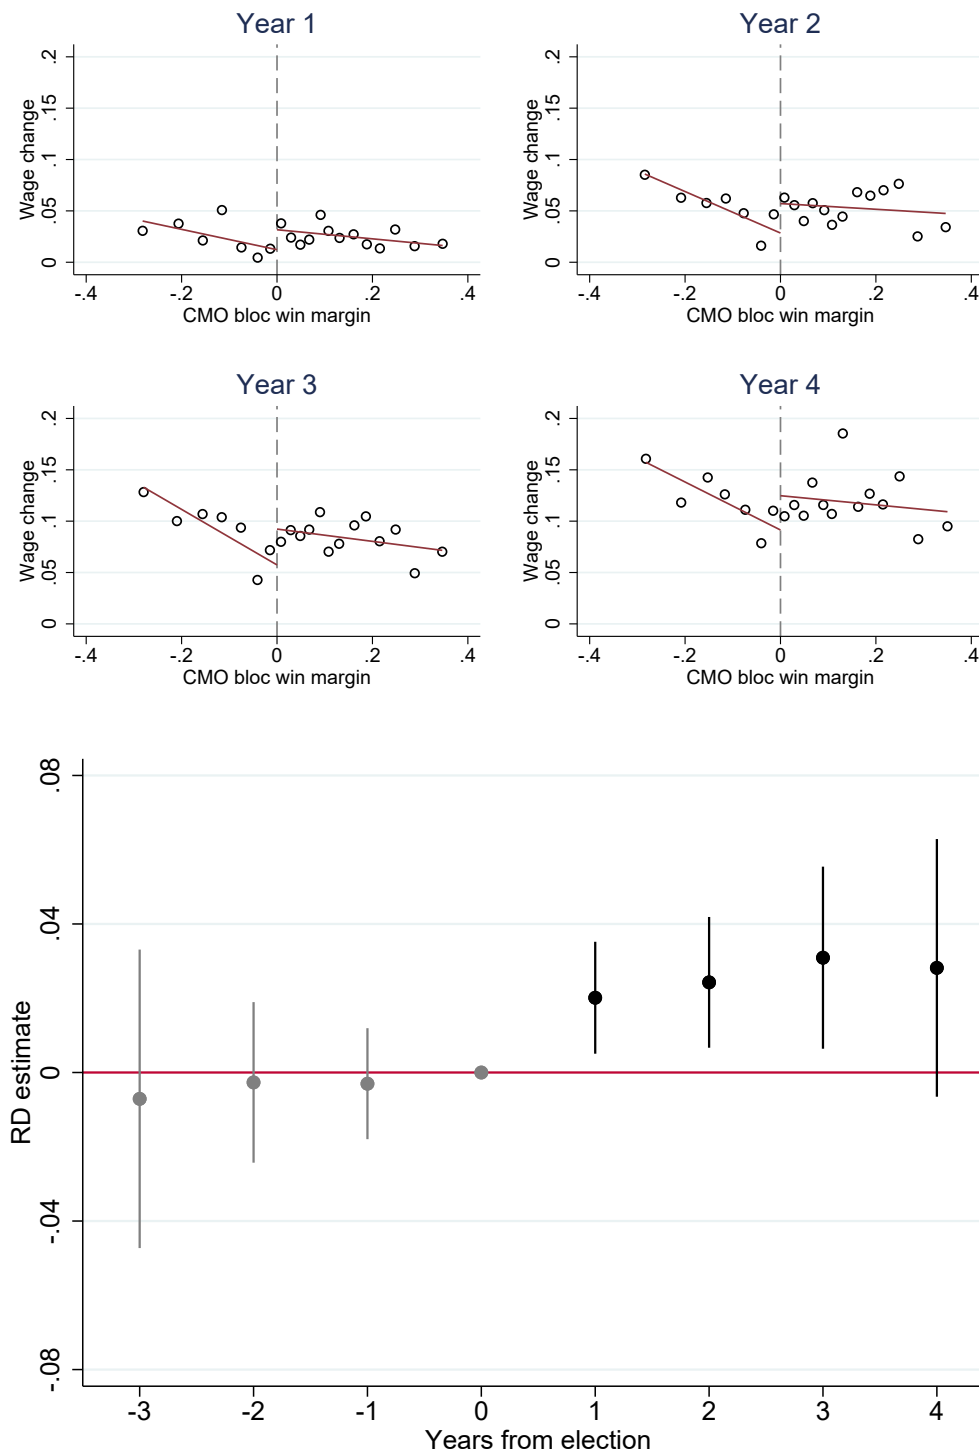 Year 1
Year 2
Wage change
0 .05 .1 .15 .2
-.4 -.2 0 .2 .4
CMO bloc win margin
Wage change
0 .05 .1 .15 .2
-.4 -.2 0 .2 .4
CMO bloc win margin
Year 3
Year 4
Wage change
0 .05 .1 .15 .2
-.4 -.2 0 .2 .4
CMO bloc win margin
Wage change
0 .05 .1 .15 .2
-.4 -.2 0 .2 .4
CMO bloc win margin
RD estimate
-.08 -.04 0 .04 .08
-3 -2 -1 0 1 2 3 4
Years from election